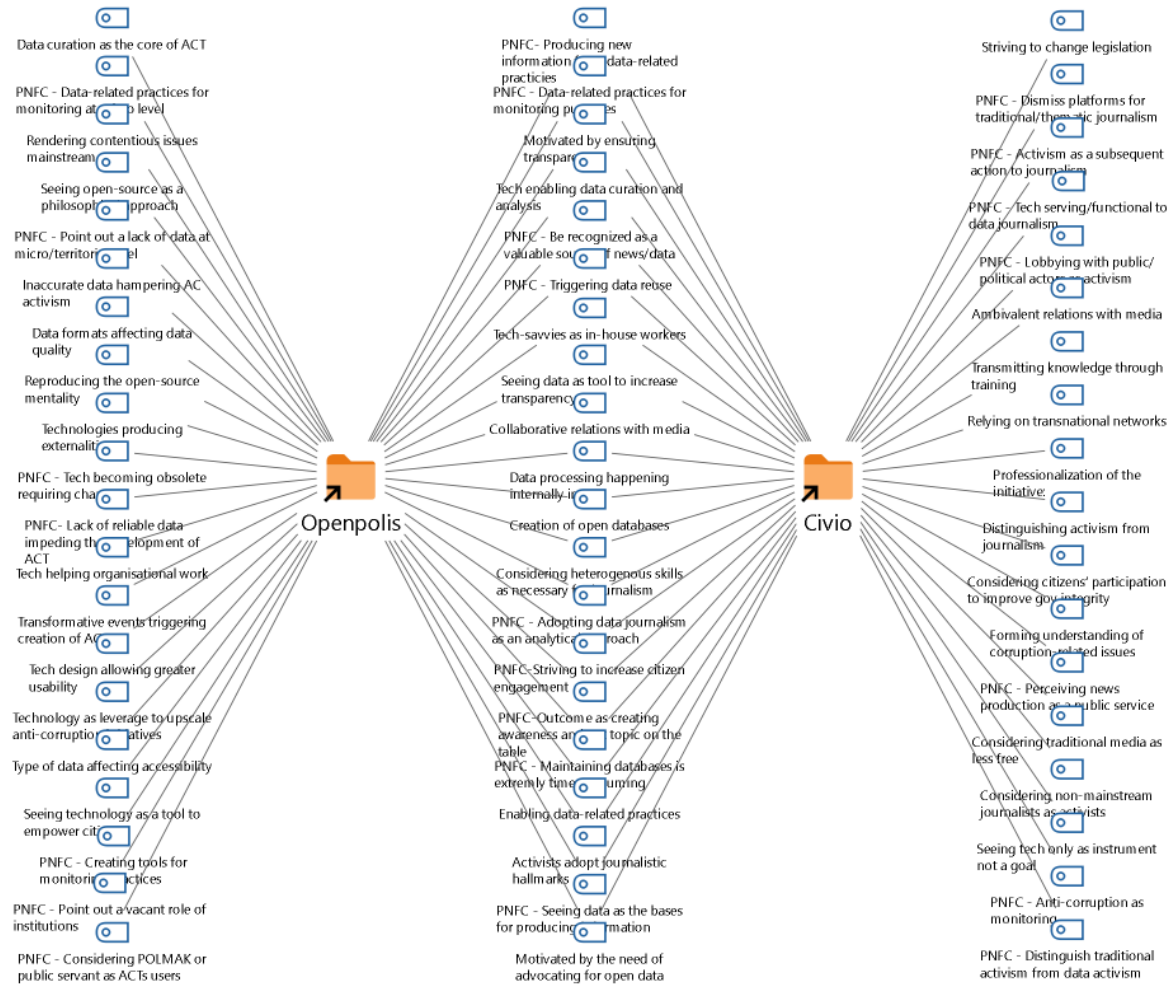 Data curation as the core of ACT
PNFC - Data-related practices for
monitoring at level
Rendering contentious issues
mainstream
Seeing open-source as a
philosop approach
PNFC - Point out a lack of data at
micro/territori el
Inaccurate data hampering AC
activism
Data formats affecting data
quality
Reproducing the open-source
mentality
Technologies producing
externalit
PNFC - Tech becoming obsolete
requiring cha
PNFC- Lack of reliable data
impeding th elopment of
ACT
Tech helping organisational work
Transformative events triggering
creation of AC
Tech design allowing greater
usability
Technology as leverage to upscale
anti-corruption atives
Type of data affecting accessibility
Seeing technology as a tool to
empower cit
PNFC - Creating tools for
monitorin ctices
PNFC - Point out a vacant role of
institutions
PNFC - Considering POLMAK or
public servant as ACTs users
Openpolis
PNFC- Producing new
information data-related
practicies
PNFC - Data-related practices for
monitoring pu es
Motivated by ensuring
transpare
Tech enabling data curation and
analysis
PNFC - Be recognized as a
valuable sou f news/data
PNFC - Triggering data reuse
Tech-savvies as in-house workers
Seeing data as tool to increase
transparency
Collaborative relations with media
Data processing happening
internally i
Creation of open databases
Considering heterogenous skills
as necessary f urnalism
PNFC - Adopting data journalism
as an analytica roach
PNFC-Striving to increase citizen
engagement
PNFC-Outcome as creating
awareness an topic on the
table
PNFC - Maintaining databases is
extremly time uming
Enabling data-related practices
Activists adopt journalistic
hallmarks
PNFC - Seeing data as the bases
for producing rmation
Motivated by the need of
advocating for open data
Civio
Striving to change legislation
PNFC - Dismiss platforms for
traditional/thematic journalism
PNFC - Activism as a subsequent
action to journalism
PNFC - Tech serving/functional to
data journalism
PNFC - Lobbying with public/
political actors as activism
Ambivalent relations with media
Transmitting knowledge through
training
Relying on transnational networks
Professionalization of the
initiative
Distinguishing activism from
journalism
Considering citizens' participation
to improve gov integrity
Forming understanding of
corruption-related issues
PNFC - Perceiving news
production as a public service
Considering traditional media as
less free
Considering non-mainstream
journalists as activists
Seeing tech only as instrument
not a goal
PNFC - Anti-corruption as
monitoring
PNFC - Distinguish traditional
activism from data activism